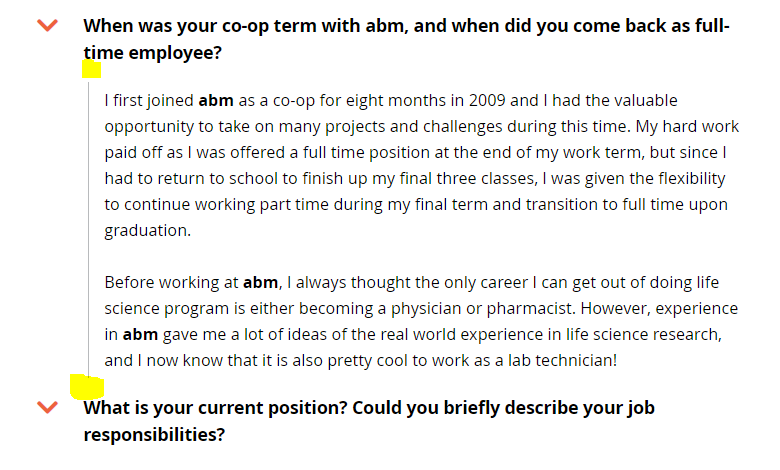 When was your co-op term with abm, and when did you come back as full-
time employee?
I first joined abm as a co-op for eight months in 2009 and I had the valuable
opportunity to take on many projects and challenges during this time. My hard work
paid off as I was offered a full time position at the end of my work term, but since I
had to return to school to finish up my final three classes, I was given the flexibility
to continue working part time during my final term and transition to full time upon
graduation.
Before working at abm, I always thought the only career I can get out of doing life
science program is either becoming a physician or pharmacist. However, experience
in abm gave me a lot of ideas of the real world experience in life science research,
and I now know that it is also pretty cool to work as a lab technician!
What is your current position? Could you briefly describe your job
responsibilities?